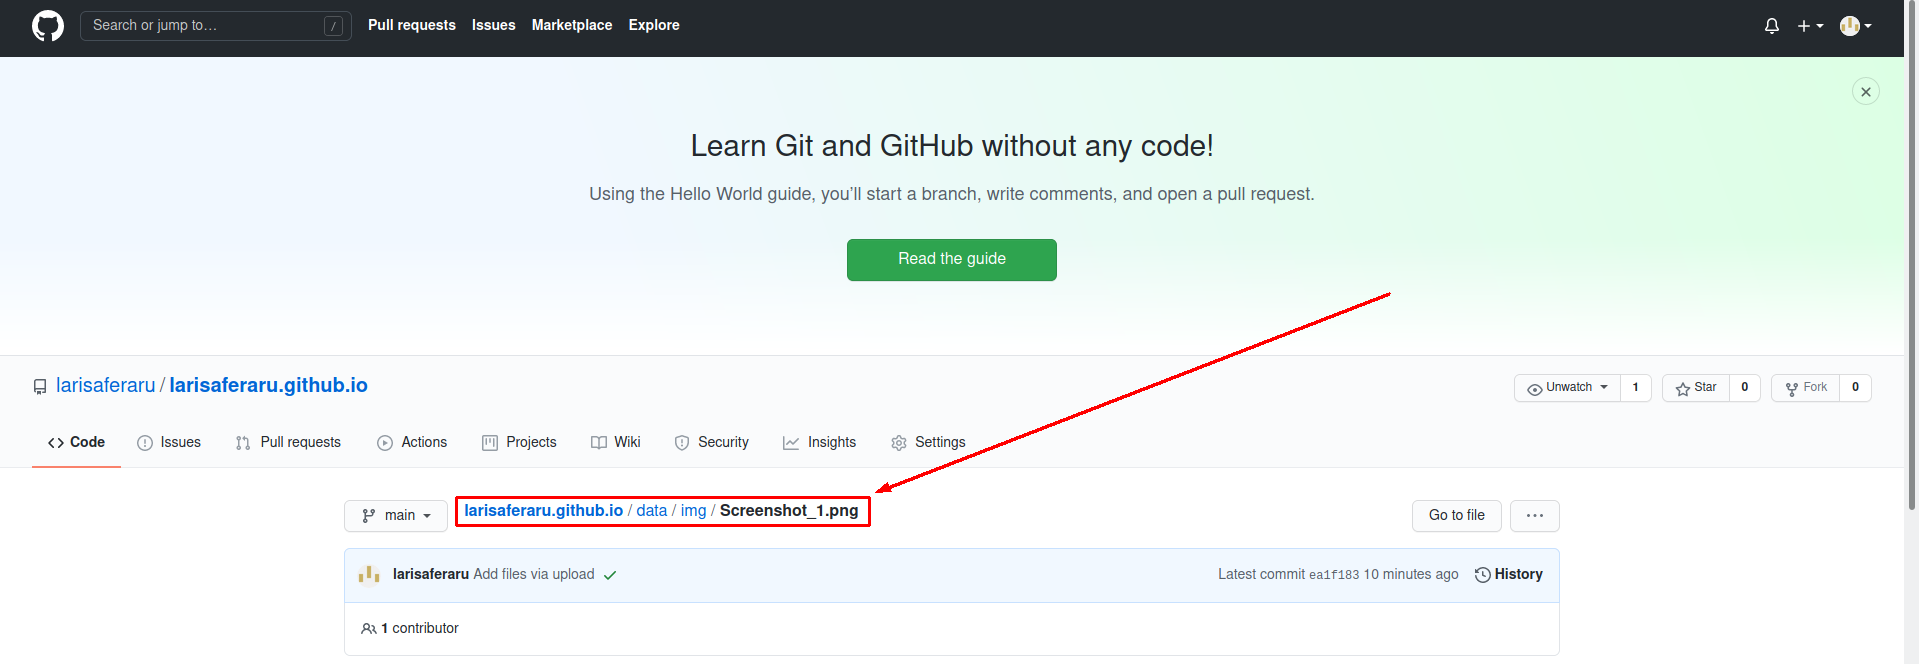 Search or jump to… /
Pull requests Issues Marketplace Explore
Learn Git and GitHub without any code!
Using the Hello World guide, you’ll start a branch, write comments, and open a pull request.
Read the guide
larisaferaru / larisaferaru.github.io
Unwatch 1 Star 0 Fork 0
Code Issues Pull requests Actions Projects Wiki Security Insights Settings
main larisaferaru.github.io / data / img / Screenshot_1.png Go to file ...
larisaferaru Add files via upload Latest commit ea1f183 10 minutes ago History
1 contributor